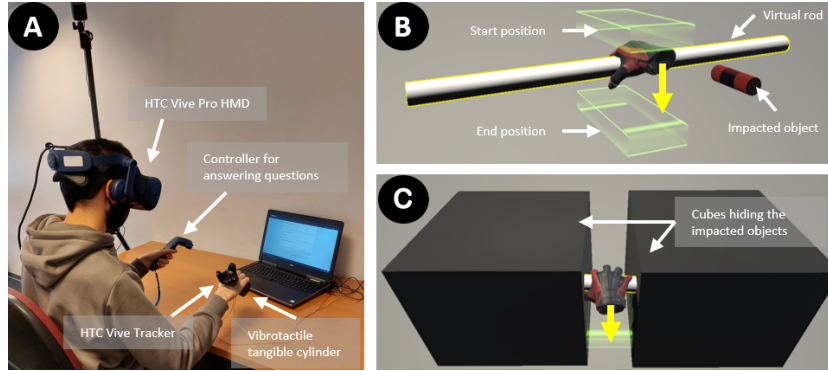 A
HTC Vive Pro HMD
Controller for
answering questions
HTC Vive Tracker
Vibrotactile
tangible cylinder
B
Start position
Virtual rod
End position
Impacted object
C
Cubes hiding the
impacted objects